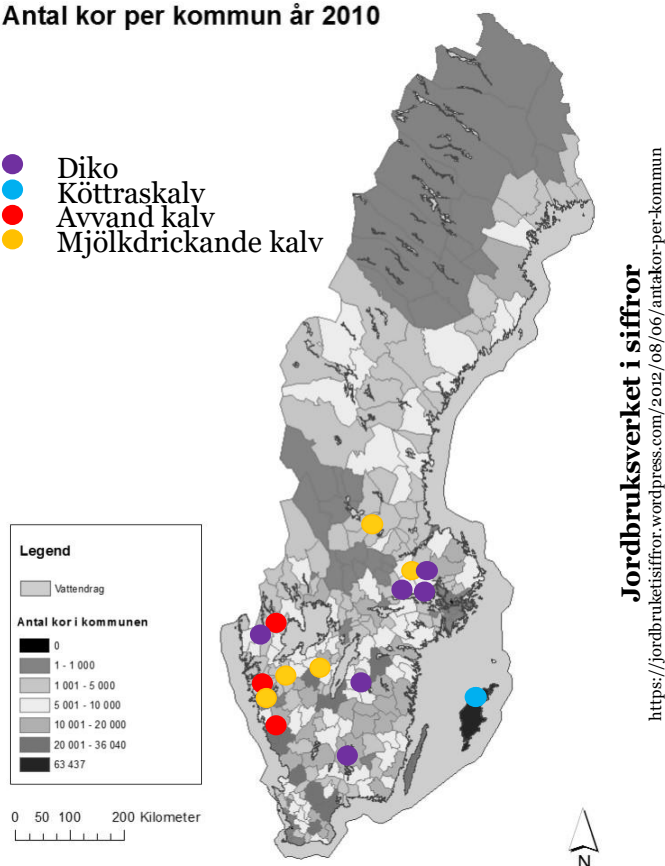 Antal kor per kommun år 2010
Diko
Köttraskalv
Avvand kalv
Mjölkdrickande kalv
Legend
Vattendrag
Antal kor i kommunen
0
1 - 1 000
1 001 - 5 000
5 001 - 10 000
10 001 - 20 000
20 001 - 36 040
63 437
0 50 100 200 Kilometer
N
Jordbruksverket i siffror
https://jordbruketisiffror.wordpress.com/2012/08/06/antalkor-per-kommun